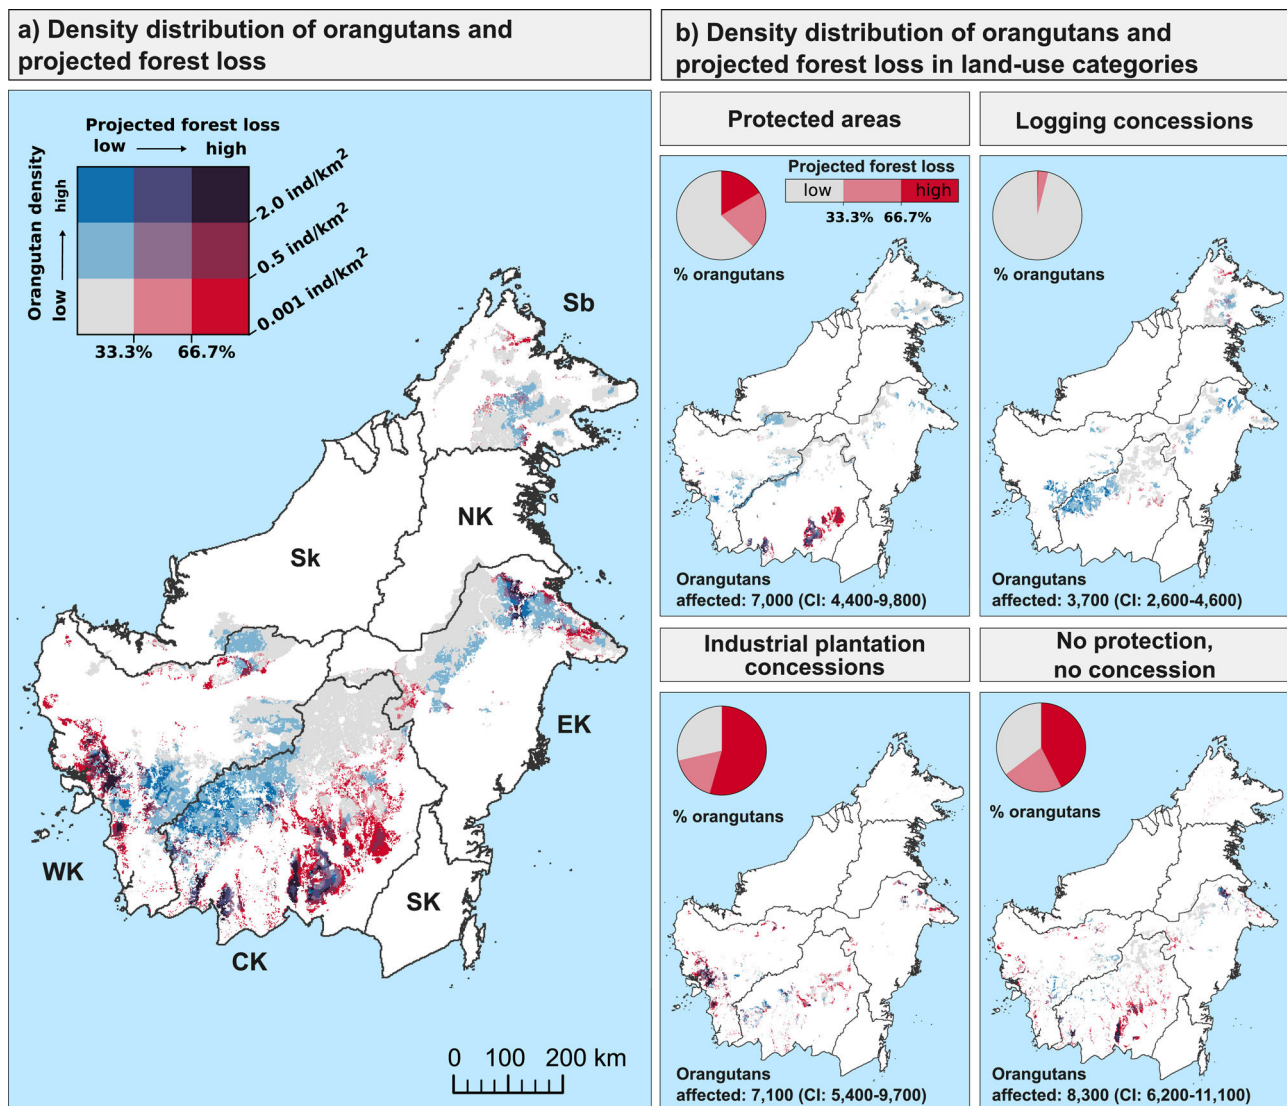 a) Density distribution of orangutans and
projected forest loss
Projected forest loss
low
high
Orangutan density
low
high
2.0 ind/km²
0.5 ind/km²
0.001 ind/km²
33.3%
66.7%
Sb
NK
Sk
EK
WK
SK
CK
0
100
200 km
b) Density distribution of orangutans and
projected forest loss in land-use categories
Protected areas
Projected forest loss
low
high
33.3%
66.7%
% orangutans
Orangutans
affected: 7,000 (CI: 4,400-9,800)
Logging concessions
% orangutans
Orangutans
affected: 3,700 (CI: 2,600-4,600)
Industrial plantation
concessions
% orangutans
Orangutans
affected: 7,100 (CI: 5,400-9,700)
No protection,
no concession
% orangutans
Orangutans
affected: 8,300 (CI: 6,200-11,100)